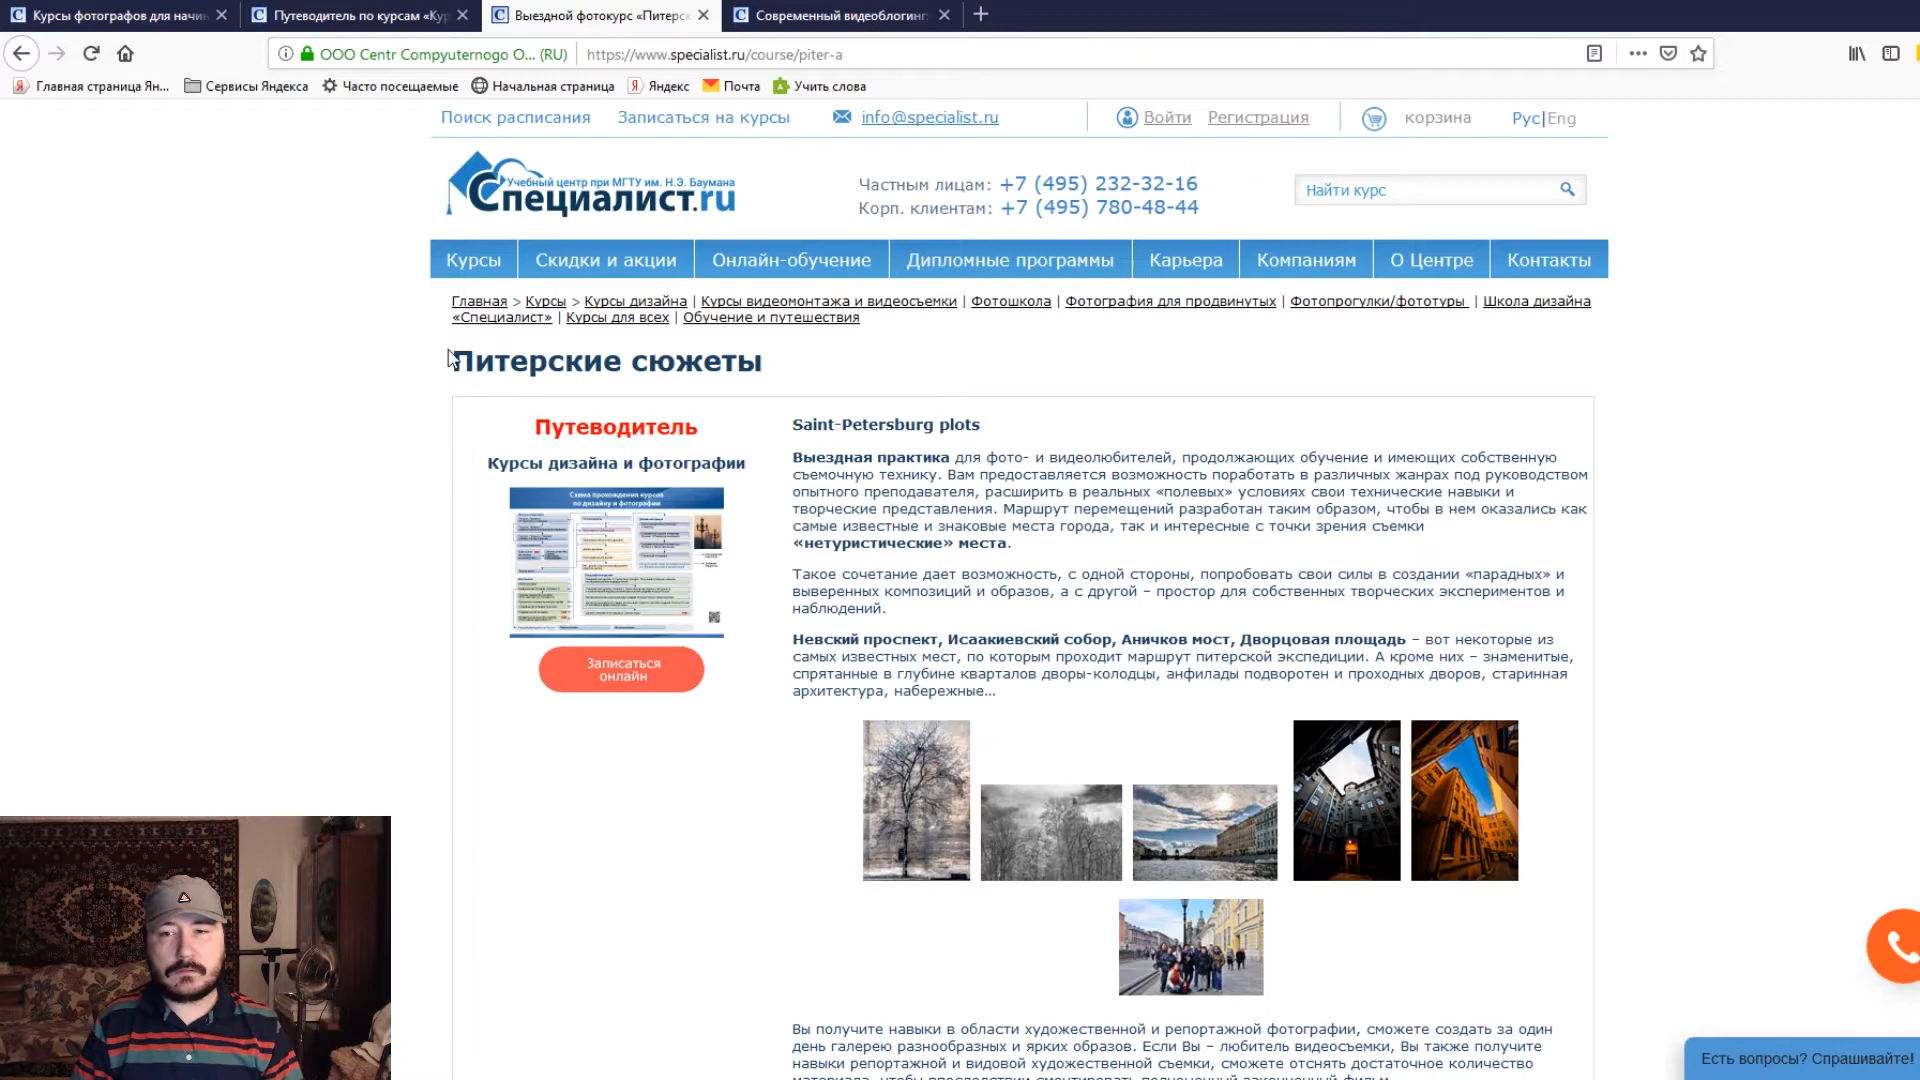 Курсы фотографов для начин
Путеводитель по курсам «Кур
Выездной фотокурс «Питерск
Современный видеоблогинг:
ООО Centr Compyuternogo O... (RU)
https://www.specialist.ru/course/piter-a
Главная страница Ян...
Сервисы Яндекса
Часто посещаемые
Начальная страница
Яндекс
Почта
Учить слова
Поиск расписания
Записаться на курсы
info@specialist.ru
Войти
Регистрация
корзина
Рус|Eng
Учебный центр при МГТУ им. Н.Э. Баумана
Специалист.ru
Частным лицам: +7 (495) 232-32-16
Корп. клиентам: +7 (495) 780-48-44
Найти курс
Курсы
Скидки и акции
Онлайн-обучение
Дипломные программы
Карьера
Компаниям
О Центре
Контакты
Главная > Курсы > Курсы дизайна | Курсы видеомонтажа и видеосъемки | Фотошкола | Фотография для продвинутых | Фотопрогулки/фототуры | Школа дизайна
«Специалист» | Курсы для всех | Обучение и путешествия
Питерские сюжеты
Путеводитель
Курсы дизайна и фотографии
Схема прохождения курсов
по дизайну и фотографии
Записаться
онлайн
Saint-Petersburg plots
Выездная практика для фото- и видеолюбителей, продолжающих обучение и имеющих собственную
съемочную технику. Вам предоставляется возможность поработать в различных жанрах под руководством
опытного преподавателя, расширить в реальных «полевых» условиях свои технические навыки и
творческие представления. Маршрут перемещений разработан таким образом, чтобы в нем оказались как
самые известные и знаковые места города, так и интересные с точки зрения съемки
«нетуристические» места.
Такое сочетание дает возможность, с одной стороны, попробовать свои силы в создании «парадных» и
выверенных композиций и образов, а с другой – простор для собственных творческих экспериментов и
наблюдений.
Невский проспект, Исаакиевский собор, Аничков мост, Дворцовая площадь – вот некоторые из
самых известных мест, по которым проходит маршрут питерской экспедиции. А кроме них – знаменитые,
спрятанные в глубине кварталов дворы-колодцы, анфилады подворотен и проходных дворов, старинная
архитектура, набережные...
Вы получите навыки в области художественной и репортажной фотографии, сможете создать за один
день галерею разнообразных и ярких образов. Если Вы – любитель видеосъемки, Вы также получите
навыки репортажной и видовой художественной съемки, сможете отснять достаточное количество
Есть вопросы? Спрашивайте!